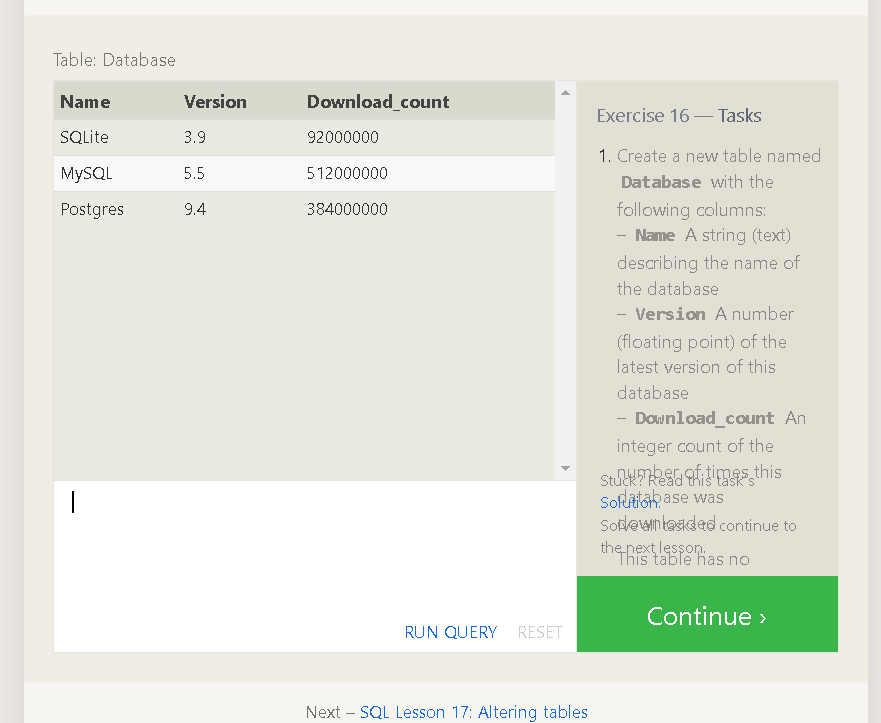 Table: Database
Name Version Download_count
SQLite 3.9 92000000
MySQL 5.5 512000000
Postgres 9.4 384000000
RUN QUERY RESET
Exercise 16 — Tasks
1. Create a new table named
Database with the
following columns:
– Name A string (text)
describing the name of
the database
– Version A number
(floating point) of the
latest version of this
database
– Download_count An
integer count of the
number of times this
database was
downloaded
This table has no
Stuck? Read this task's
Solution.
Solve all tasks to continue to
the next lesson.
Continue ›
Next – SQL Lesson 17: Altering tables